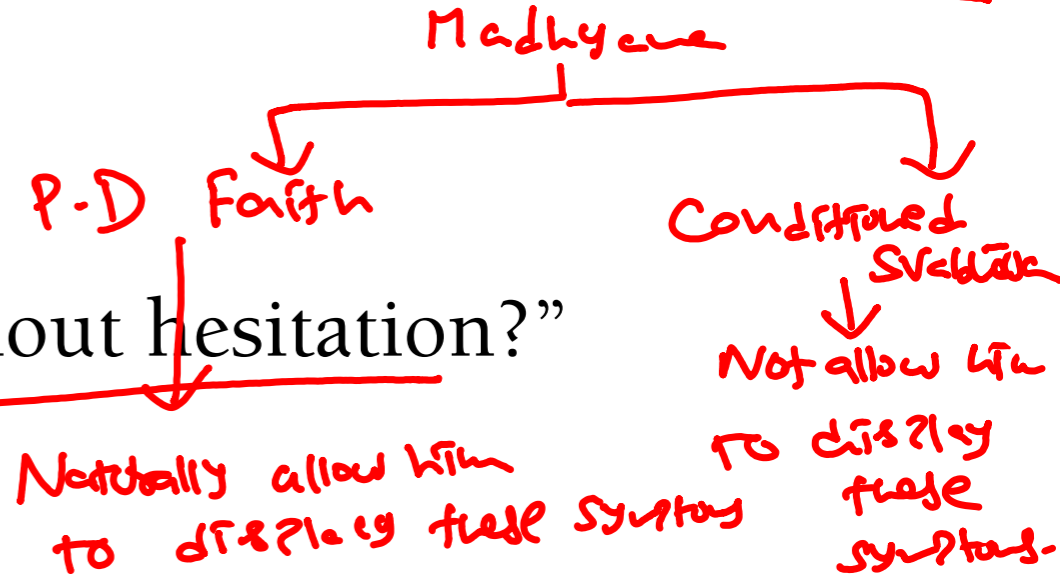 Madhyama
P.D Faith
Conditioned
Svabhava
out hesitation?”
Not allow him
to display
these
symptoms.
Naturally allow him
to display these symptoms